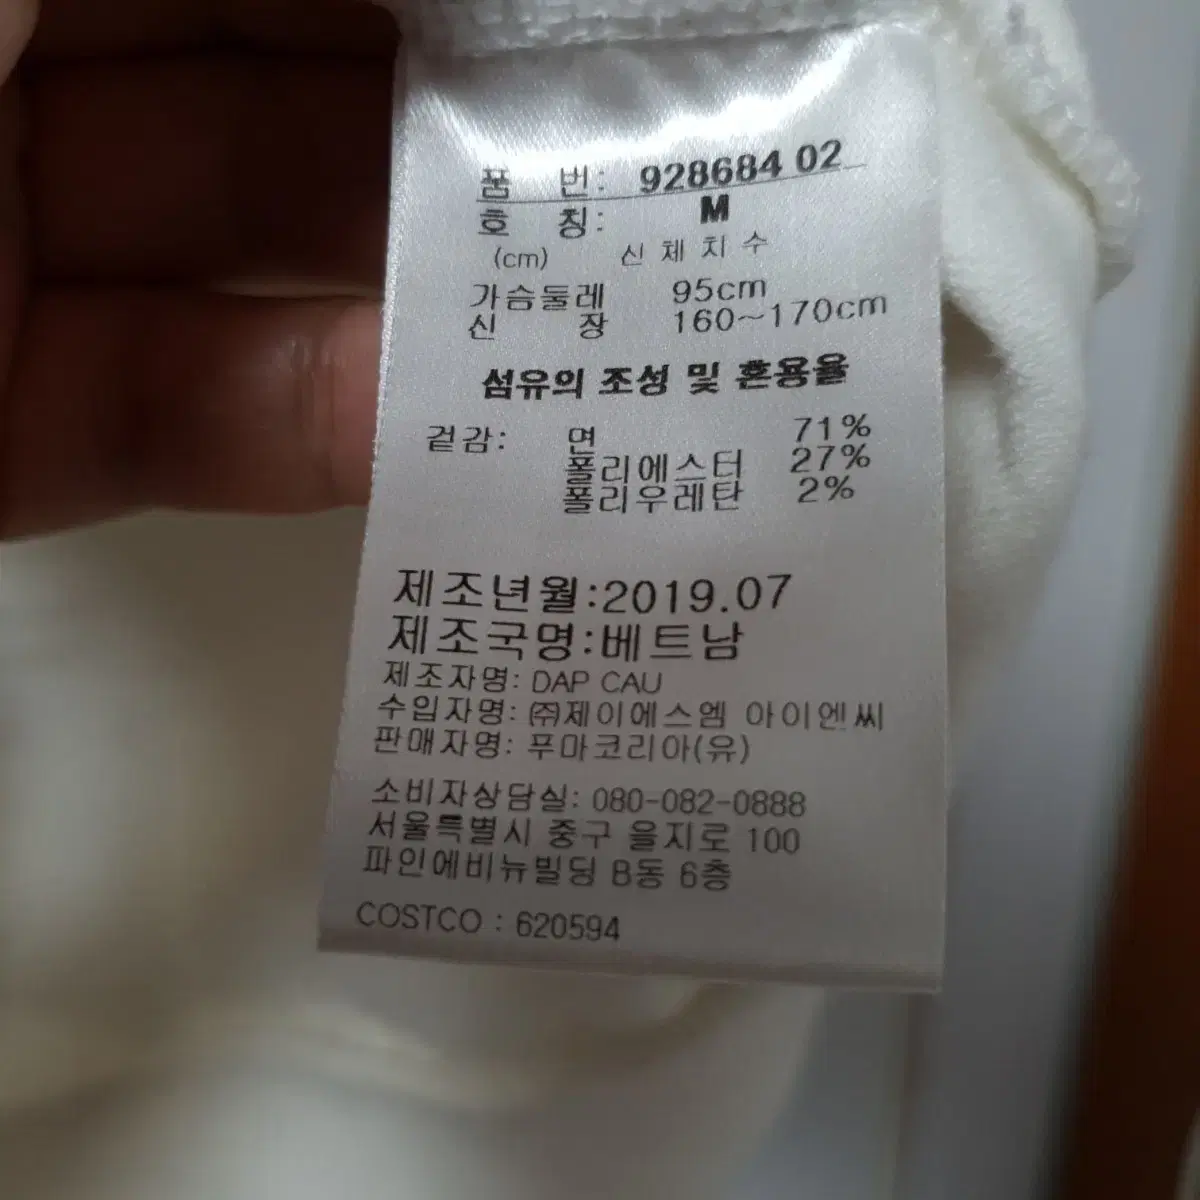 품 번: 928684 02
호 칭: M
(cm) 신체치수
가슴둘레 95cm
신 장 160~170cm
섬유의 조성 및 혼용율
겉감: 면 71%
폴리에스터 27%
폴리우레탄 2%
제조년월:2019.07
제조국명:베트남
제조자명: DAP CAU
수입자명: ㈜제이에스엠 아이엔씨
판매자명: 푸마코리아(유)
소비자상담실: 080-082-0888
서울특별시 중구 을지로 100
파인에비뉴빌딩 B동 6층
COSTCO : 620594